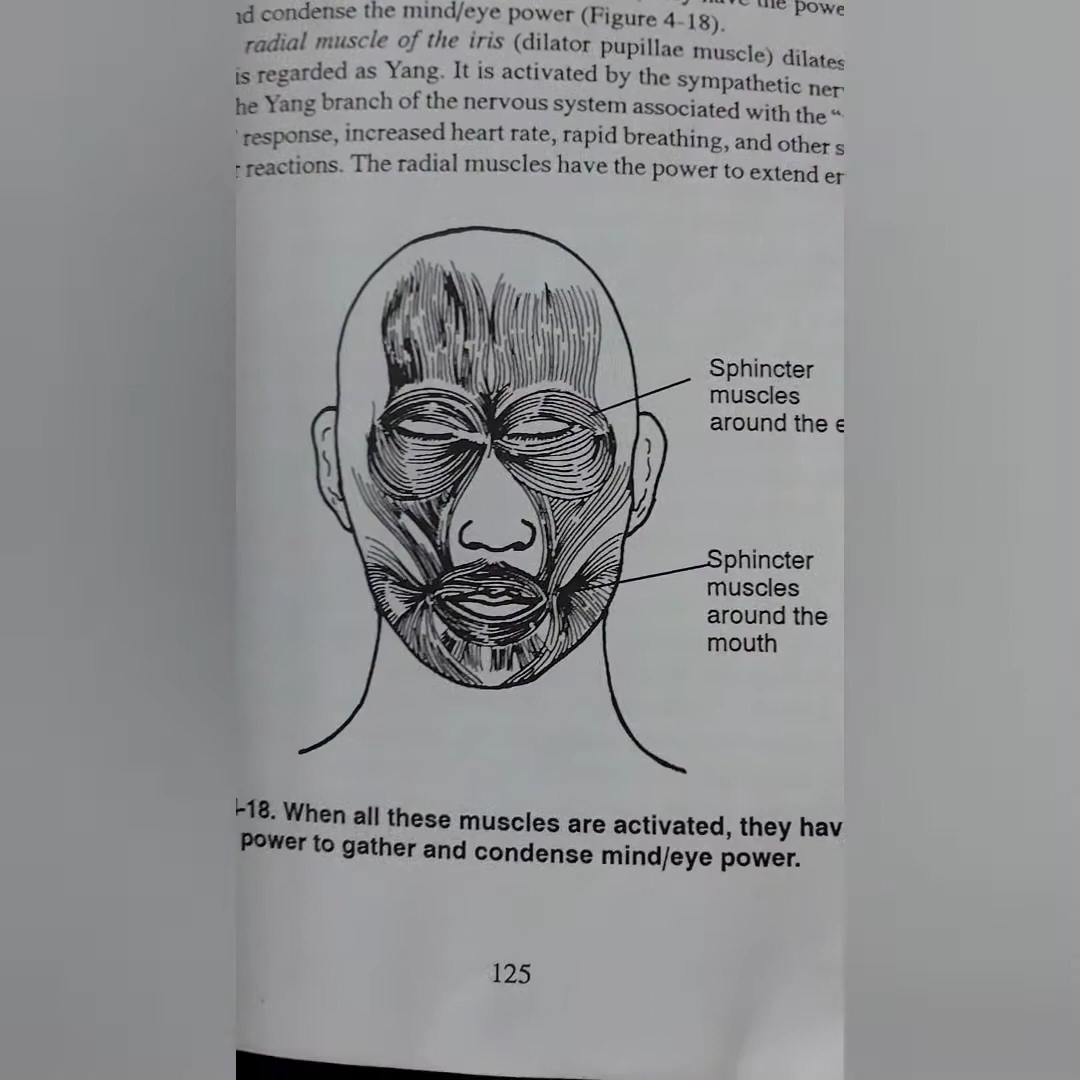 nd condense the mind/eye power (Figure 4-18).
radial muscle of the iris (dilator pupillae muscle) dilates
is regarded as Yang. It is activated by the sympathetic ner
he Yang branch of the nervous system associated with the "
response, increased heart rate, rapid breathing, and other s
reactions. The radial muscles have the power to extend er
Sphincter
muscles
around the e
Sphincter
muscles
around the
mouth
-18. When all these muscles are activated, they hav
power to gather and condense mind/eye power.
125